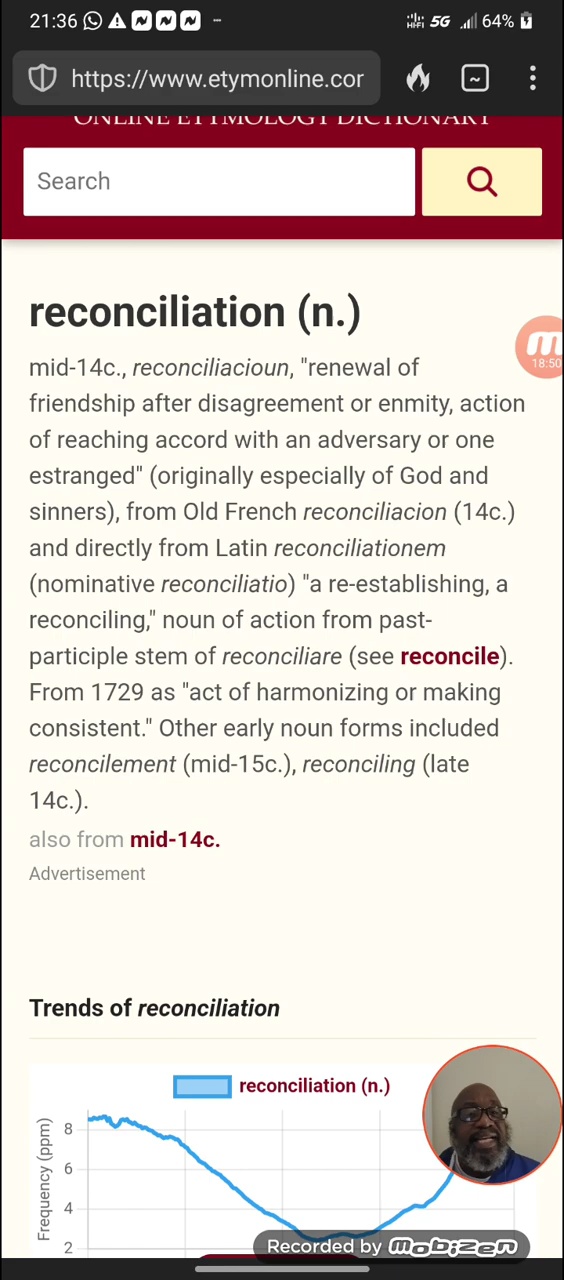 21:36 5G 64%
https://www.etymonline.cor
ONLINE ETYMOLOGY DICTIONARY
Search
reconciliation (n.)
mid-14c., reconciliacioun, "renewal of
friendship after disagreement or enmity, action
of reaching accord with an adversary or one
estranged" (originally especially of God and
sinners), from Old French reconciliacion (14c.)
and directly from Latin reconciliationem
(nominative reconciliatio) "a re-establishing, a
reconciling," noun of action from past-
participle stem of reconciliare (see reconcile).
From 1729 as "act of harmonizing or making
consistent." Other early noun forms included
reconcilement (mid-15c.), reconciling (late
14c.).
also from mid-14c.
Advertisement
18:50
Trends of reconciliation
reconciliation (n.)
Frequency (ppm)
8
6
4
2
Recorded by Mobizen